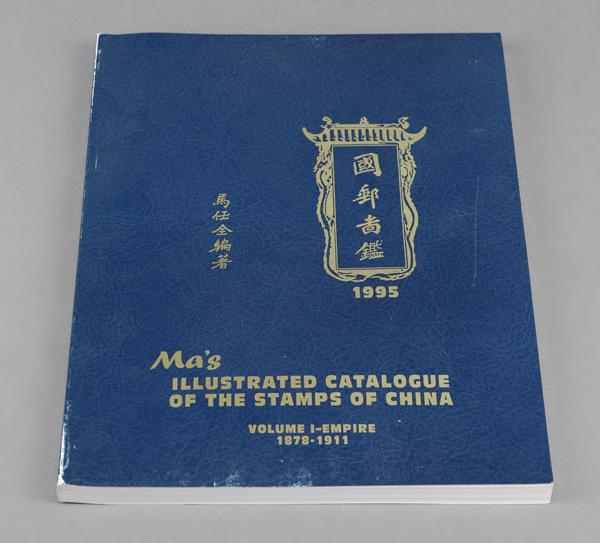 國郵啚鑑
1995
馬任全編著
Ma's
ILLUSTRATED CATALOGUE
OF THE STAMPS OF CHINA
VOLUME I-EMPIRE
1878-1911